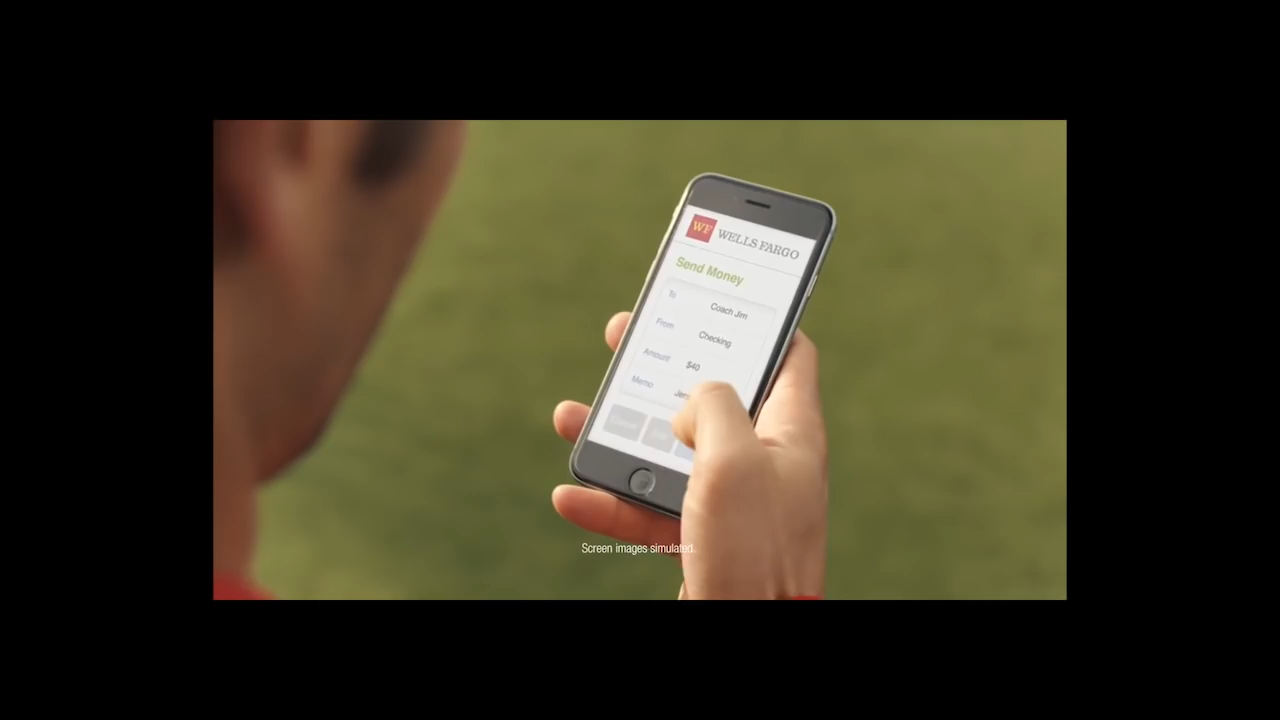 WF WELLS FARGO
Send Money
To Coach Jim
From Checking
Amount $40
Memo
Screen images simulated.